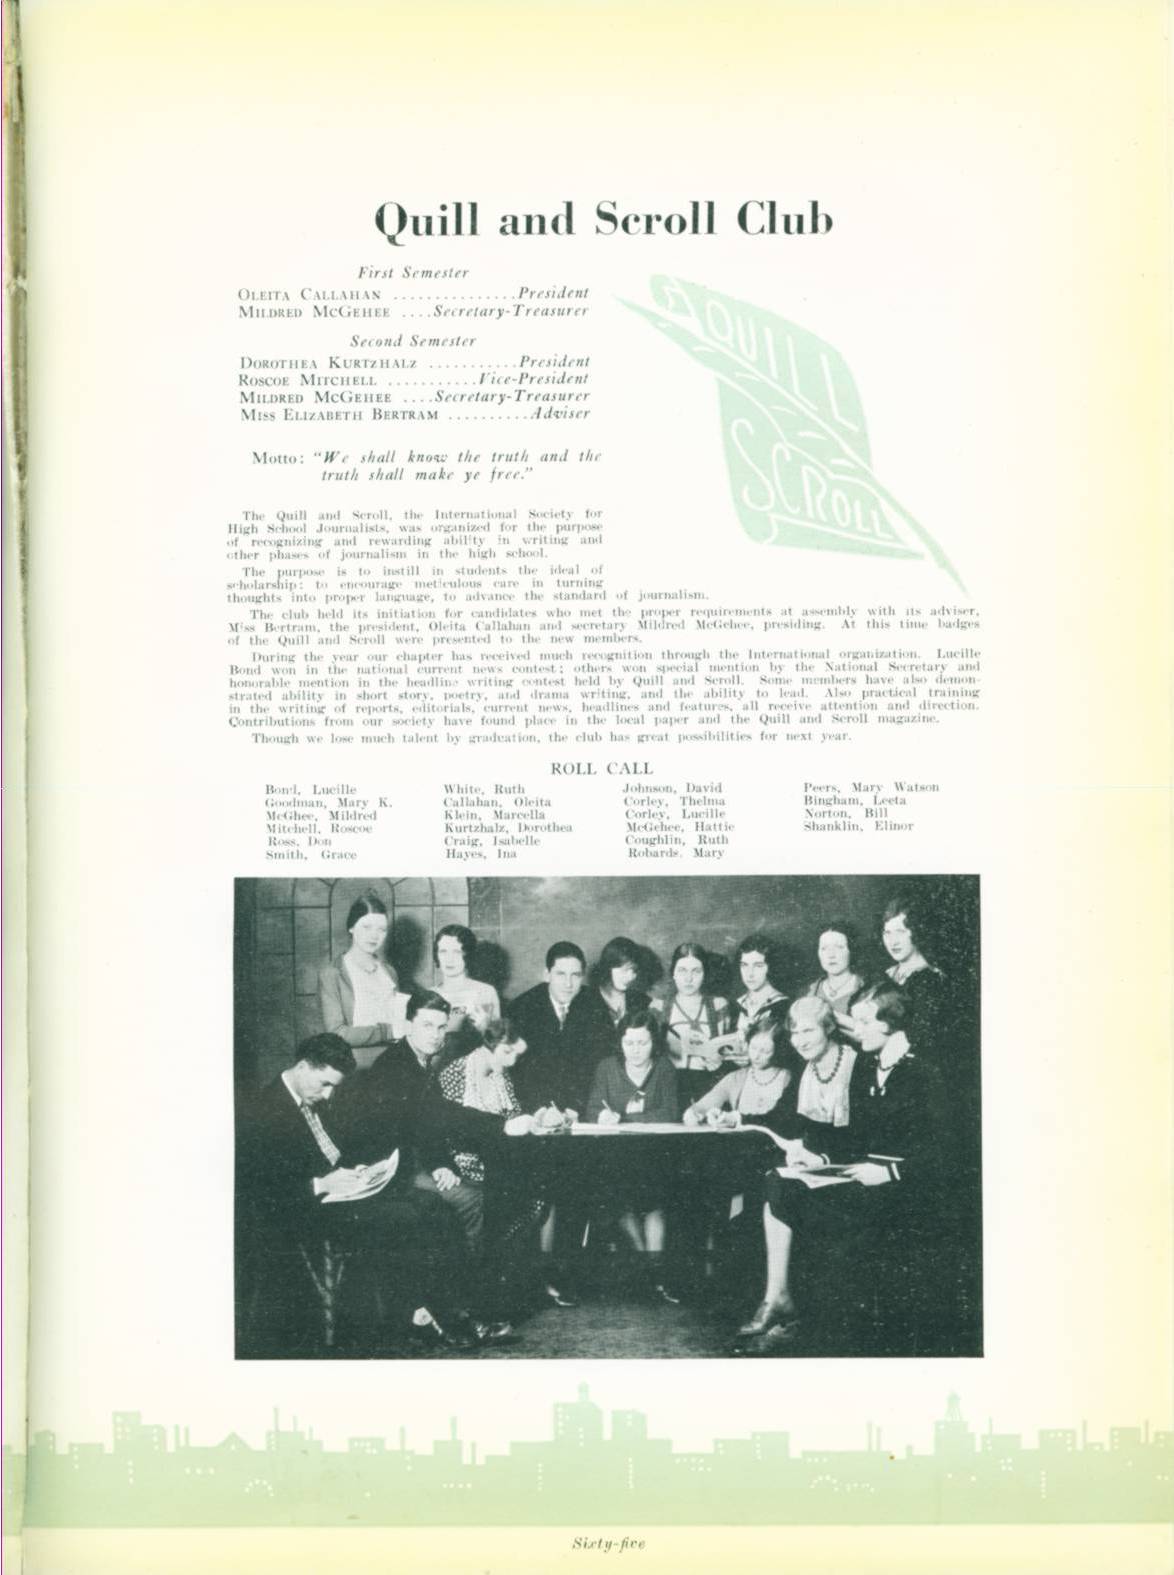 Quill and Scroll Club
First Semester
OLEITA CALLAHAN ...............President
MILDRED MCGEHEE ....Secretary-Treasurer
Second Semester
DOROTHEA KURTZHALZ ...........President
ROSCOE MITCHELL ...........Vice-President
MILDRED MCGEHEE ....Secretary-Treasurer
MISS ELIZABETH BERTRAM ..........Adviser
Motto: "We shall know the truth and the
truth shall make ye free."
QUILL
SCROLL
The Quill and Scroll, the International Society for
High School Journalists, was organized for the purpose
of recognizing and rewarding ability in writing and
other phases of journalism in the high school.
The purpose is to instill in students the ideal of
scholarship; to encourage meticulous care in turning
thoughts into proper language, to advance the standard of journalism.
The club held its initiation for candidates who met the proper requirements at assembly with its adviser,
Miss Bertram, the president, Oleita Callahan and secretary Mildred McGehee, presiding. At this time badges
of the Quill and Scroll were presented to the new members.
During the year our chapter has received much recognition through the International organization. Lucille
Bond won in the national current news contest; others won special mention by the National Secretary and
honorable mention in the headline writing contest held by Quill and Scroll. Some members have also demon-
strated ability in short story, poetry, and drama writing, and the ability to lead. Also practical training
in the writing of reports, editorials, current news, headlines and features, all receive attention and direction.
Contributions from our society have found place in the local paper and the Quill and Scroll magazine.
Though we lose much talent by graduation, the club has great possibilities for next year.
ROLL CALL
Bond, Lucille
Goodman, Mary K.
McGhee, Mildred
Mitchell, Roscoe
Ross, Don
Smith, Grace
White, Ruth
Callahan, Oleita
Klein, Marcella
Kurtzhalz, Dorothea
Craig, Isabelle
Hayes, Ina
Johnson, David
Corley, Thelma
Corley, Lucille
McGehee, Hattie
Coughlin, Ruth
Robards, Mary
Peers, Mary Watson
Bingham, Leeta
Norton, Bill
Shanklin, Elinor
Sixty-five